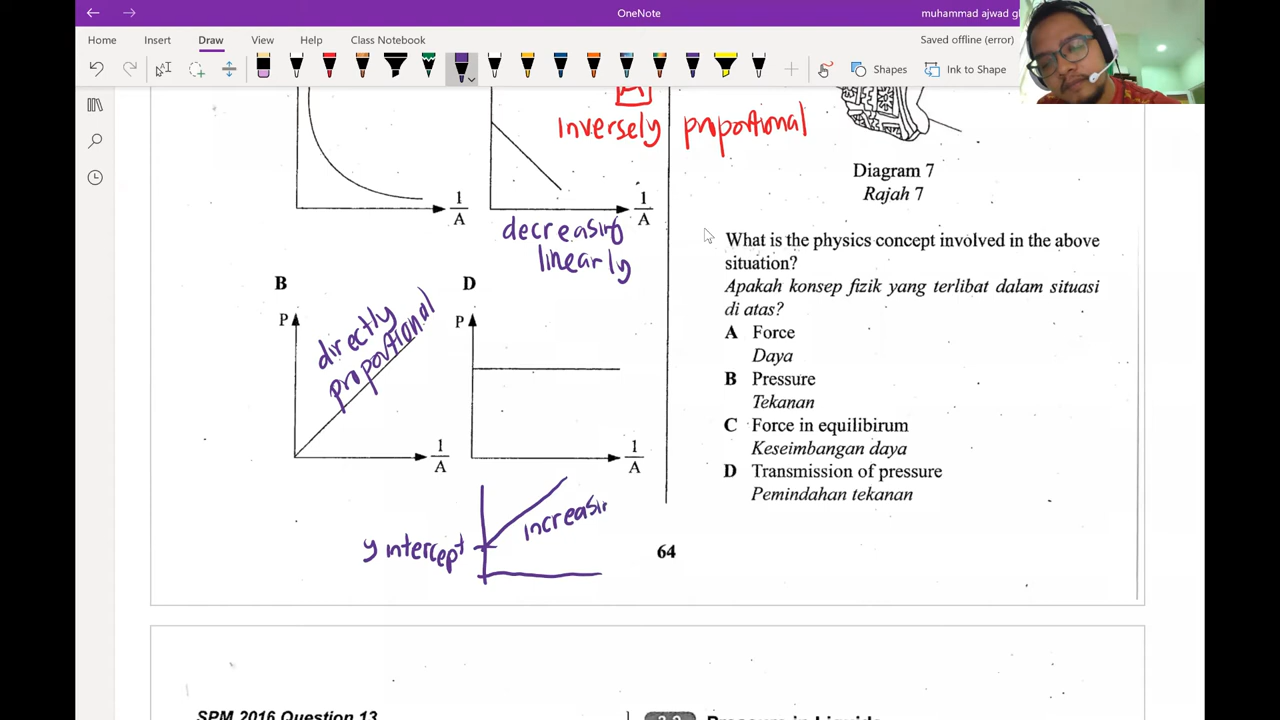 OneNote
muhammad ajwad gh
Home
Insert
Draw
View
Help
Class Notebook
Saved offline (error)
Shapes
Ink to Shape
A
inversely proportional
1
A
1
A
decreasing
linearly
B
P
directly
proportional
1
A
D
P
1
A
y intercept
increasin
Diagram 7
Rajah 7
What is the physics concept involved in the above
situation?
Apakah konsep fizik yang terlibat dalam situasi
di atas?
A Force
Daya
B Pressure
Tekanan
C Force in equilibirum
Keseimbangan daya
D Transmission of pressure
Pemindahan tekanan
64
SPM 2016 Question 13
Pressure in Liquids